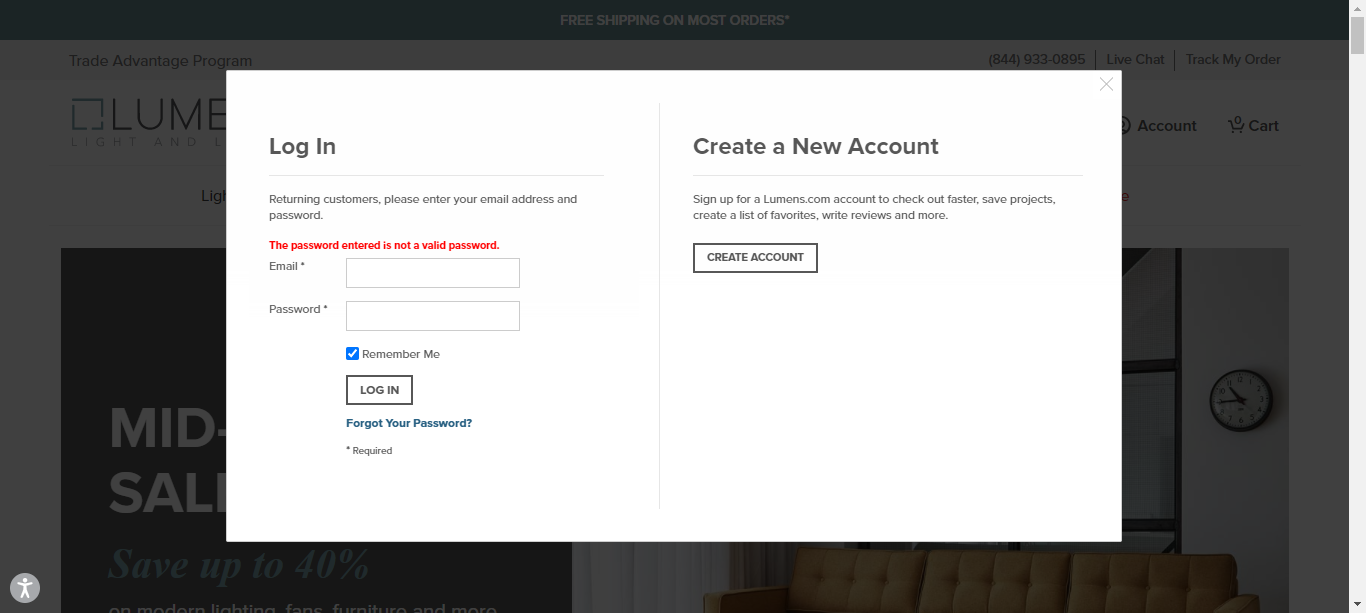 FREE SHIPPING ON MOST ORDERS*
Trade Advantage Program
(844) 933-0895
Live Chat
Track My Order
LIGHT AND L
Account
0
Cart
Log In
Returning customers, please enter your email address and
password.
The password entered is not a valid password.
Email *
Password *
Remember Me
LOG IN
Forgot Your Password?
* Required
Create a New Account
Sign up for a Lumens.com account to check out faster, save projects,
create a list of favorites, write reviews and more.
CREATE ACCOUNT
MID-
Save up to 40%
on modern lighting, fans, furniture and more